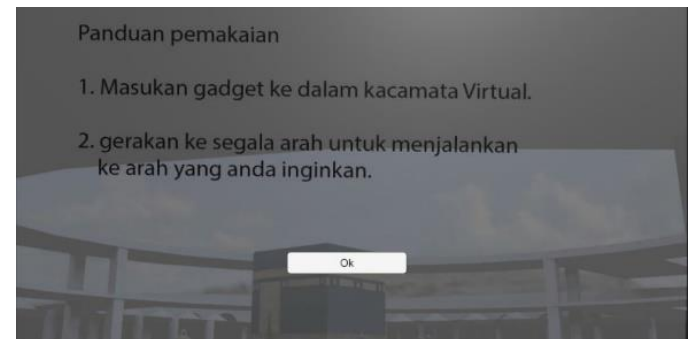 Panduan pemakaian
1. Masukan gadget ke dalam kacamata Virtual.
2. gerakan ke segala arah untuk menjalankan
ke arah yang anda inginkan.
Ok